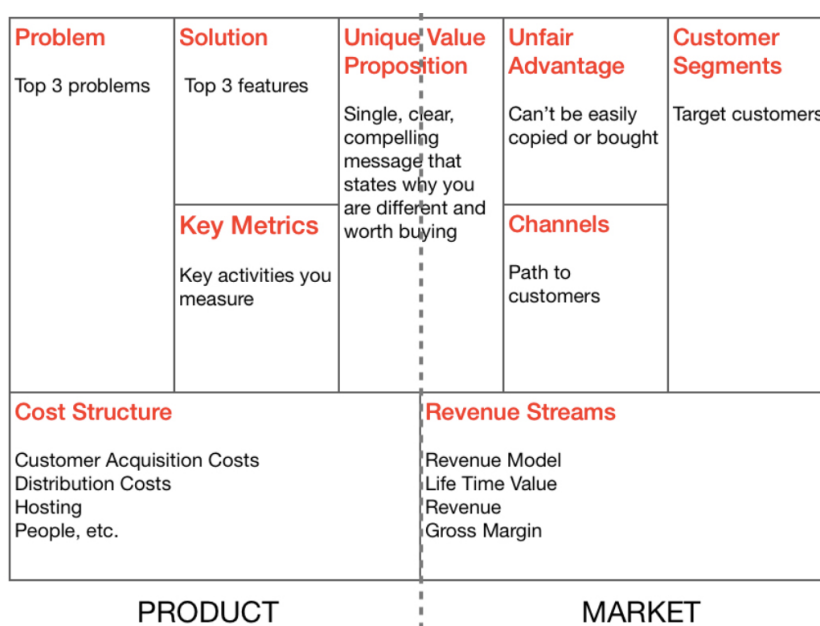 Problem
Top 3 problems
Solution
Top 3 features
Key Metrics
Key activities you
measure
Unique Value
Proposition
Single, clear,
compelling
message that
states why you
are different and
worth buying
Unfair
Advantage
Can't be easily
copied or bought
Channels
Path to
customers
Customer
Segments
Target customers
Cost Structure
Customer Acquisition Costs
Distribution Costs
Hosting
People, etc.
Revenue Streams
Revenue Model
Life Time Value
Revenue
Gross Margin
PRODUCT
MARKET